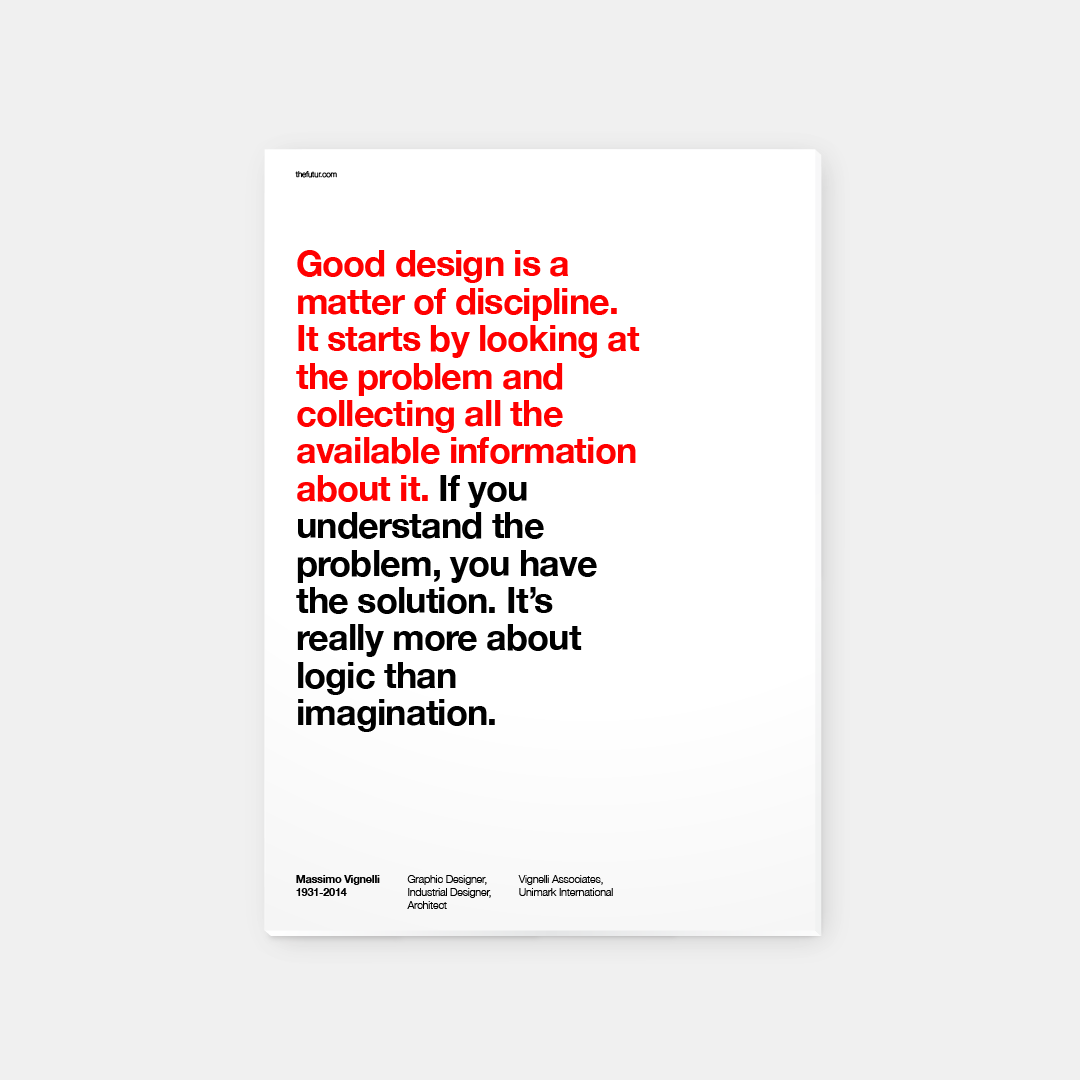 thefutur.com
Good design is a
matter of discipline.
It starts by looking at
the problem and
collecting all the
available information
about it. If you
understand the
problem, you have
the solution. It’s
really more about
logic than
imagination.
Massimo Vignelli
1931-2014
Graphic Designer,
Industrial Designer,
Architect
Vignelli Associates,
Unimark International